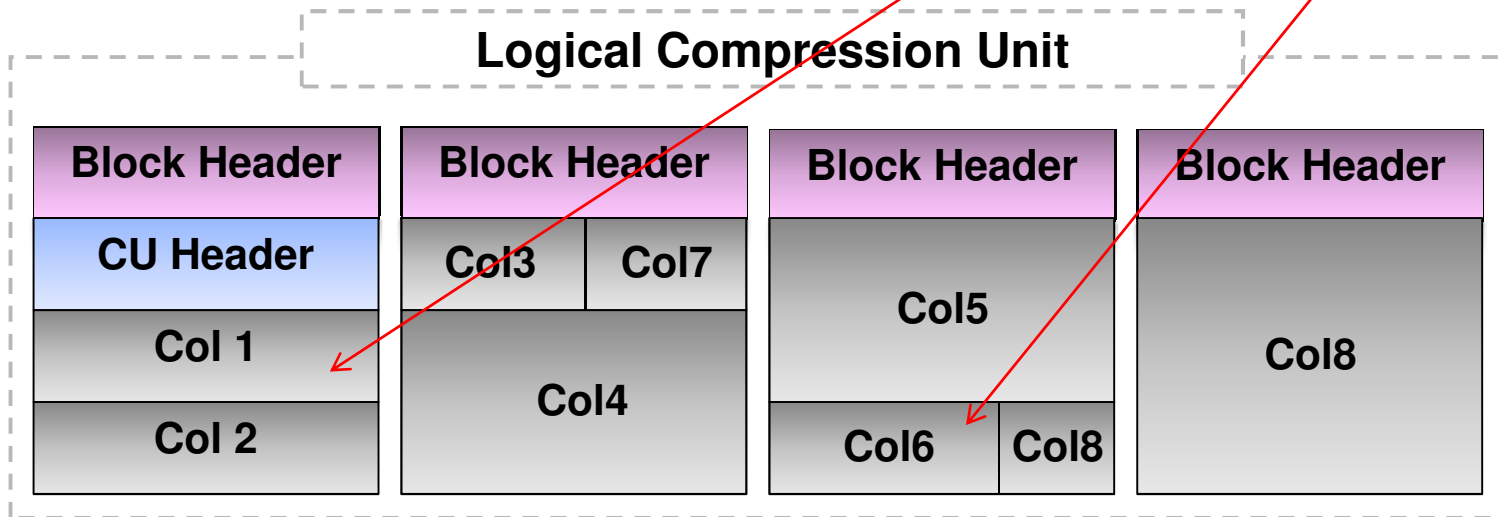 Logical Compression Unit
Block Header
CU Header
Col 1
Col 2
Block Header
Col3 Col7
Col4
Block Header
Col5
Col6 Col8
Block Header
Col8